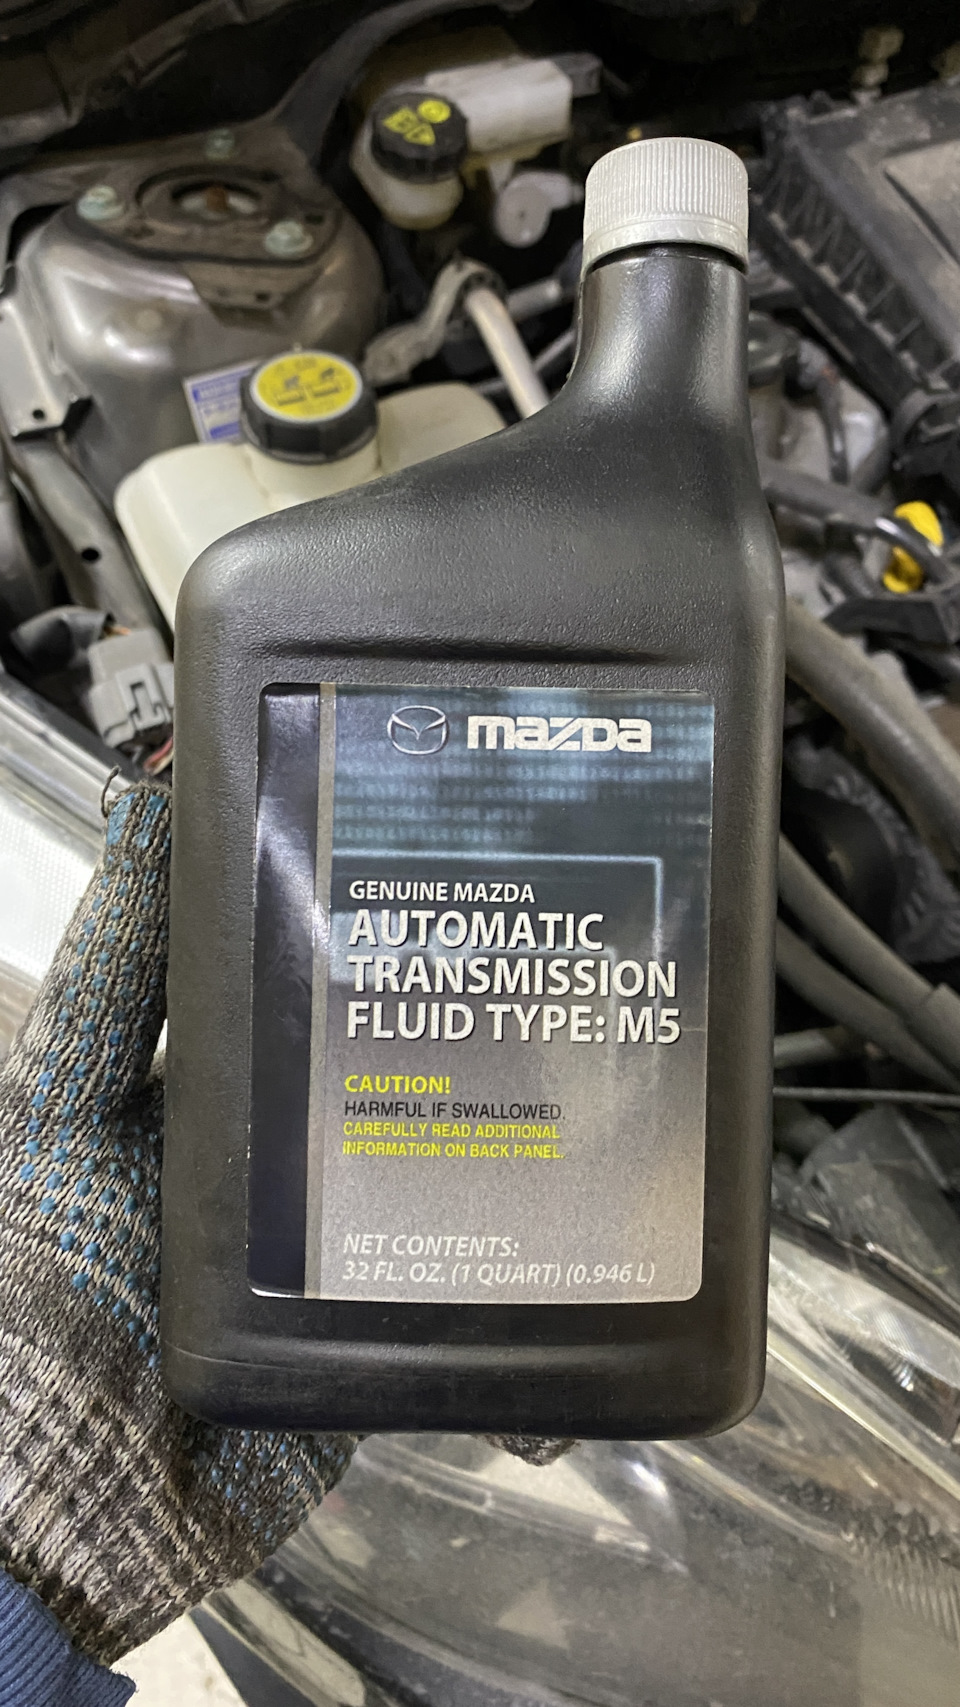 mazda
GENUINE MAZDA
AUTOMATIC
TRANSMISSION
FLUID TYPE: M5
CAUTION!
HARMFUL IF SWALLOWED.
CAREFULLY READ ADDITIONAL
INFORMATION ON BACK PANEL.
NET CONTENTS:
32 FL. OZ. (1 QUART) (0.946 L)